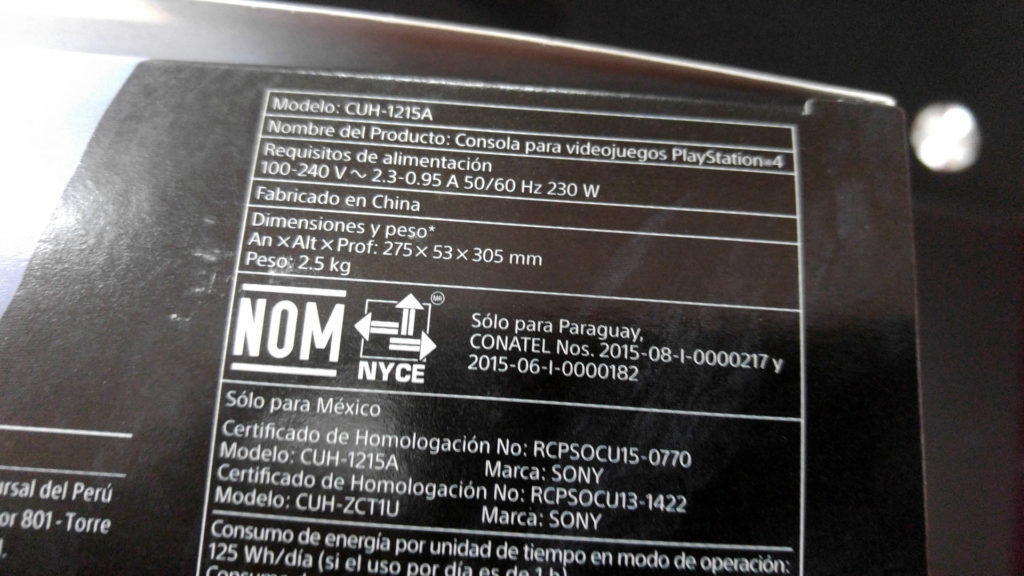 Modelo: CUH-1215A
Nombre del Producto: Consola para videojuegos PlayStation®4
Requisitos de alimentación
100-240 V ~ 2.3-0.95 A 50/60 Hz 230 W
Fabricado en China
Dimensiones y peso*
An × Alt × Prof: 275× 53 × 305 mm
Peso: 2.5 kg
NOM
NYCE
Sólo para Paraguay,
CONATEL Nos. 2015-08-I-0000217 y
2015-06-I-0000182
Sólo para México
Certificado de Homologación No: RCPSOCU15-0770
Modelo: CUH-1215A Marca: SONY
Certificado de Homologación No: RCPSOCU13-1422
Modelo: CUH-ZCT1U Marca: SONY
Consumo de energía por unidad de tiempo en modo de operación:
125 Wh/día (si el uso por día es de 1 h)
ursal del Perú
or 801 - Torre